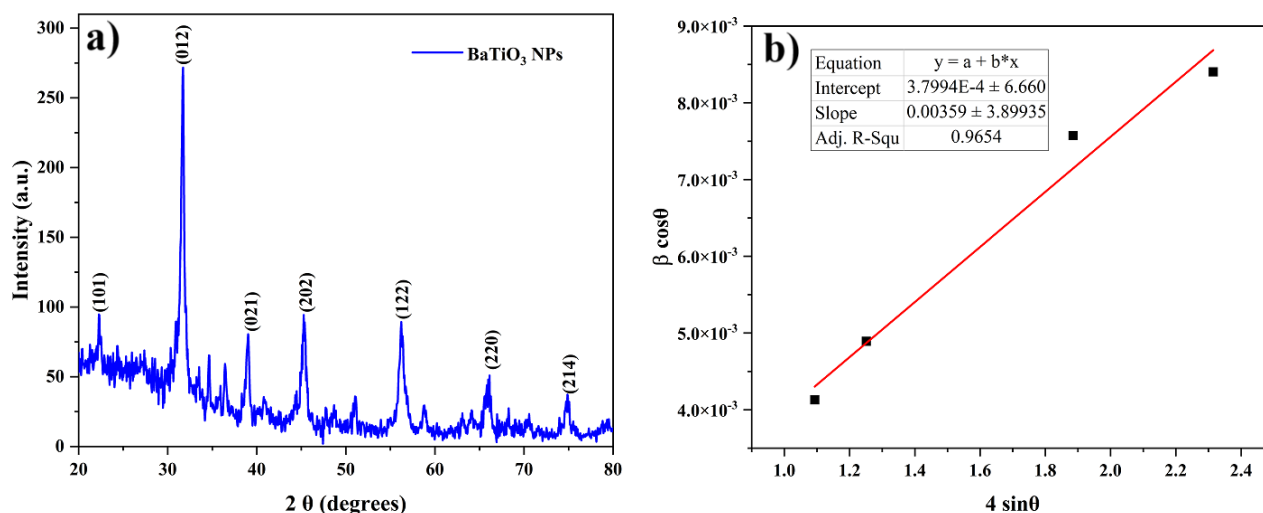 a)
BaTiO₃ NPs
(101)
(012)
(021)
(202)
(122)
(220)
(214)
300
250
200
150
100
50
0
Intensity (a.u.)
20 30 40 50 60 70 80
2 θ (degrees)
b)
Equation y = a + b*x
Intercept 3.7994E-4 ± 6.660
Slope 0.00359 ± 3.89935
Adj. R-Squ 0.9654
9.0×10⁻³
8.0×10⁻³
7.0×10⁻³
6.0×10⁻³
5.0×10⁻³
4.0×10⁻³
β cosθ
1.0 1.2 1.4 1.6 1.8 2.0 2.2 2.4
4 sinθ